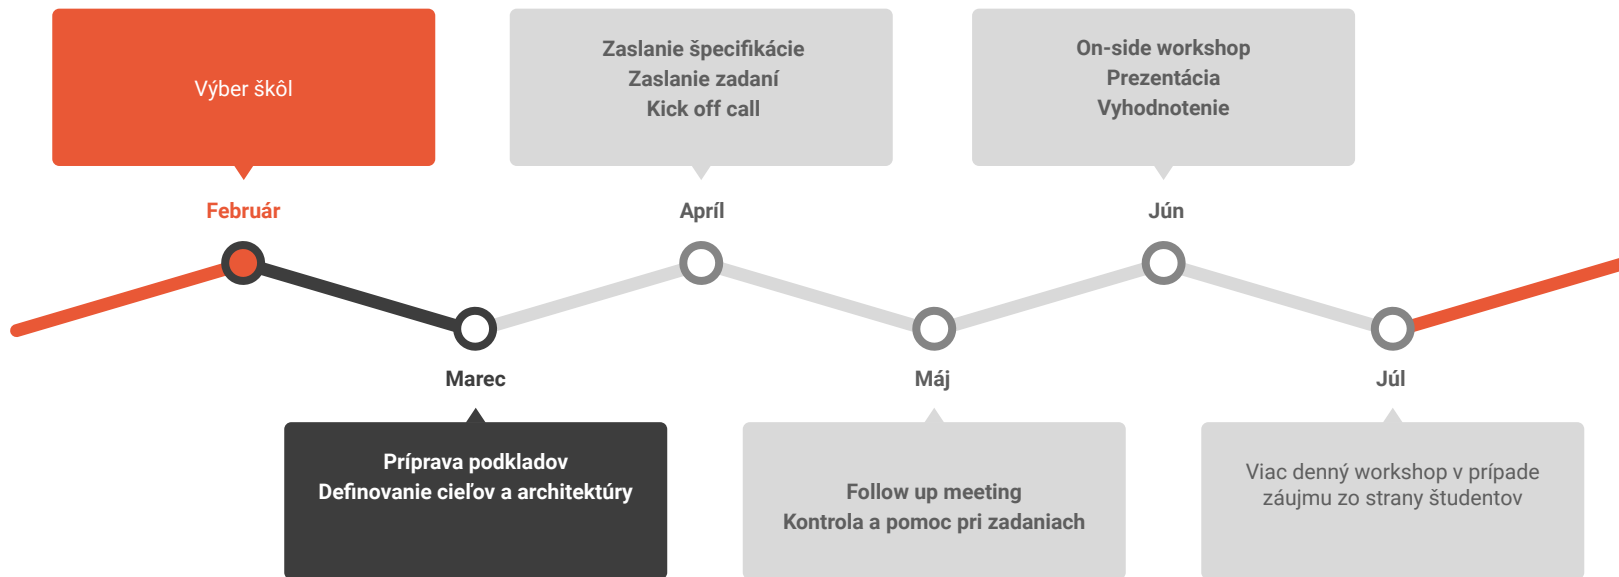 Výber škôl
Február
Marec
Príprava podkladov
Definovanie cieľov a architektúry
Zaslanie špecifikácie
Zaslanie zadaní
Kick off call
Apríl
Máj
Follow up meeting
Kontrola a pomoc pri zadaniach
On-side workshop
Prezentácia
Vyhodnotenie
Jún
Júl
Viac denný workshop v prípade
záujmu zo strany študentov